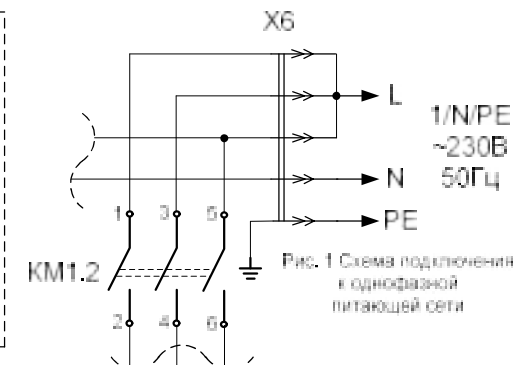 X6
L
1/N/PE
~230В
50Гц
N
PE
1 3 5
КМ1.2
Рис. 1 Схема подключения
к однофазной
питающей сети
2 4 6